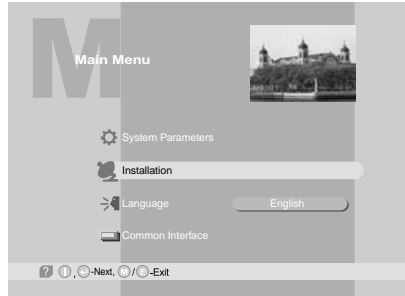 M
Main Menu
System Parameters
Installation
Language English
Common Interface
? i, ↵-Next, M/E-Exit